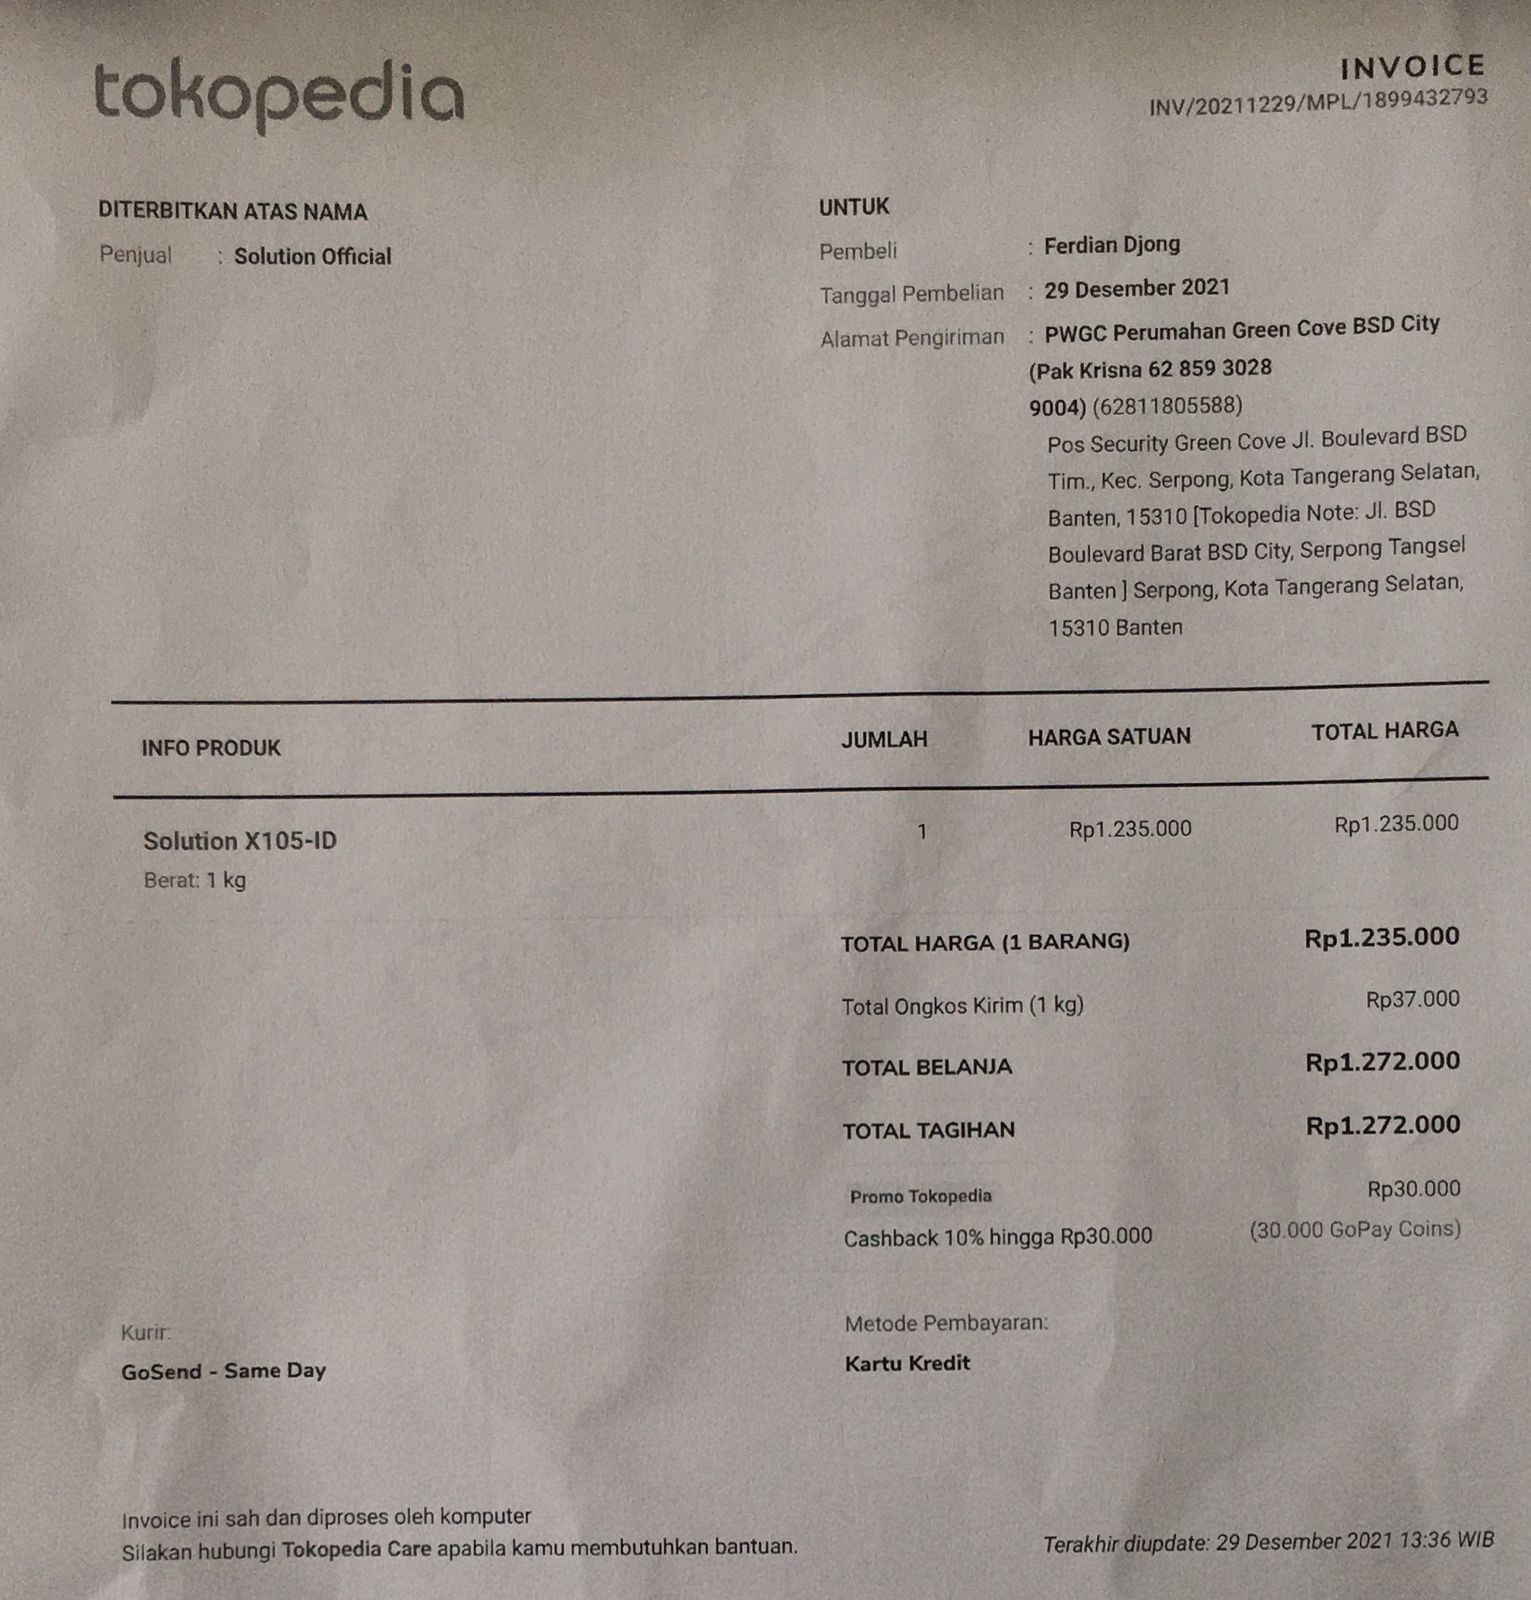 tokopedia
INVOICE
INV/20211229/MPL/1899432793
DITERBITKAN ATAS NAMA
Penjual : Solution Official
UNTUK
Pembeli : Ferdian Djong
Tanggal Pembelian : 29 Desember 2021
Alamat Pengiriman : PWGC Perumahan Green Cove BSD City
(Pak Krisna 62 859 3028
9004) (62811805588)
Pos Security Green Cove Jl. Boulevard BSD
Tim., Kec. Serpong, Kota Tangerang Selatan,
Banten, 15310 [Tokopedia Note: Jl. BSD
Boulevard Barat BSD City, Serpong Tangsel
Banten ] Serpong, Kota Tangerang Selatan,
15310 Banten
INFO PRODUK JUMLAH HARGA SATUAN TOTAL HARGA
Solution X105-ID 1 Rp1.235.000 Rp1.235.000
Berat: 1 kg
TOTAL HARGA (1 BARANG) Rp1.235.000
Total Ongkos Kirim (1 kg) Rp37.000
TOTAL BELANJA Rp1.272.000
TOTAL TAGIHAN Rp1.272.000
Promo Tokopedia Rp30.000
Cashback 10% hingga Rp30.000 (30.000 GoPay Coins)
Kurir:
GoSend - Same Day
Metode Pembayaran:
Kartu Kredit
Invoice ini sah dan diproses oleh komputer
Silakan hubungi Tokopedia Care apabila kamu membutuhkan bantuan.
Terakhir diupdate: 29 Desember 2021 13:36 WIB